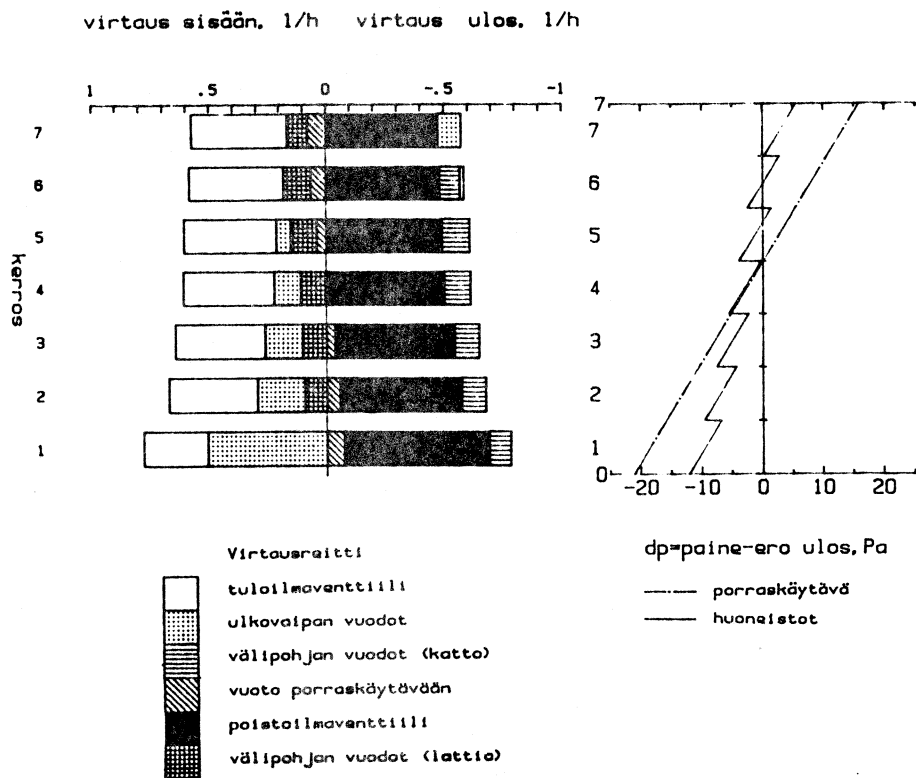 virtaus sisään. 1/h virtaus ulos. 1/h
1 .5 0 -.5 -1
7
6
5
4
3
2
1
kerros
7
7
6
5
4
3
2
1
0
-20 -10 0 10 20
Virtausreitti
tuloilmaventtiili
ulkovaipan vuodot
välipohjan vuodot (katto)
vuoto porraskäytävään
poistoilmaventtiili
välipohjan vuodot (lattia)
dp=paine-ero ulos, Pa
porraskäytävä
huoneistot